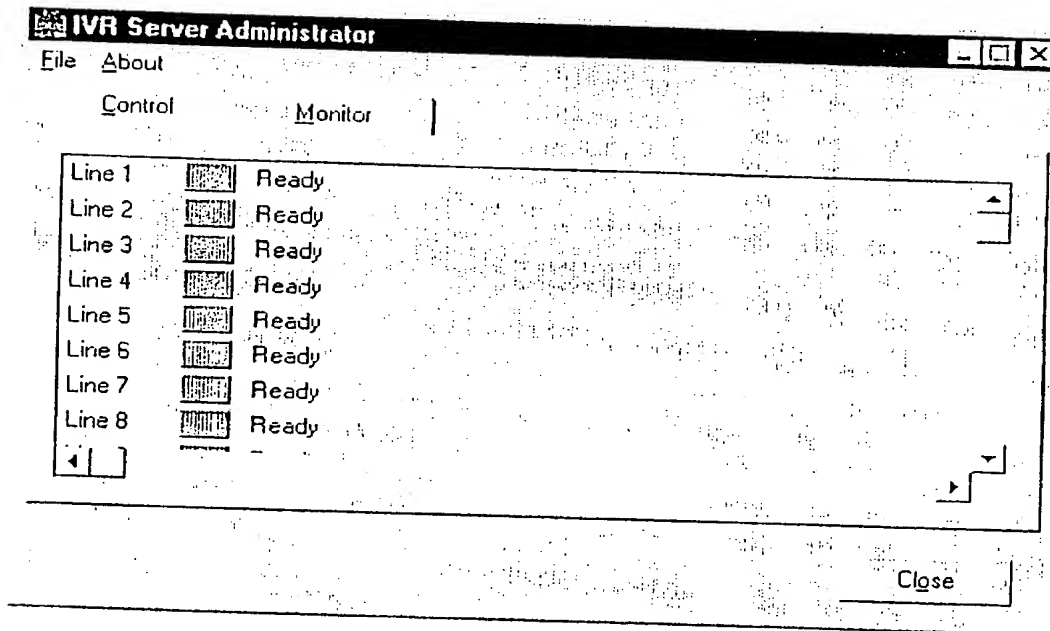 IVR Server Administrator
File About
Control Monitor
Line 1 Ready
Line 2 Ready
Line 3 Ready
Line 4 Ready
Line 5 Ready
Line 6 Ready
Line 7 Ready
Line 8 Ready
Close